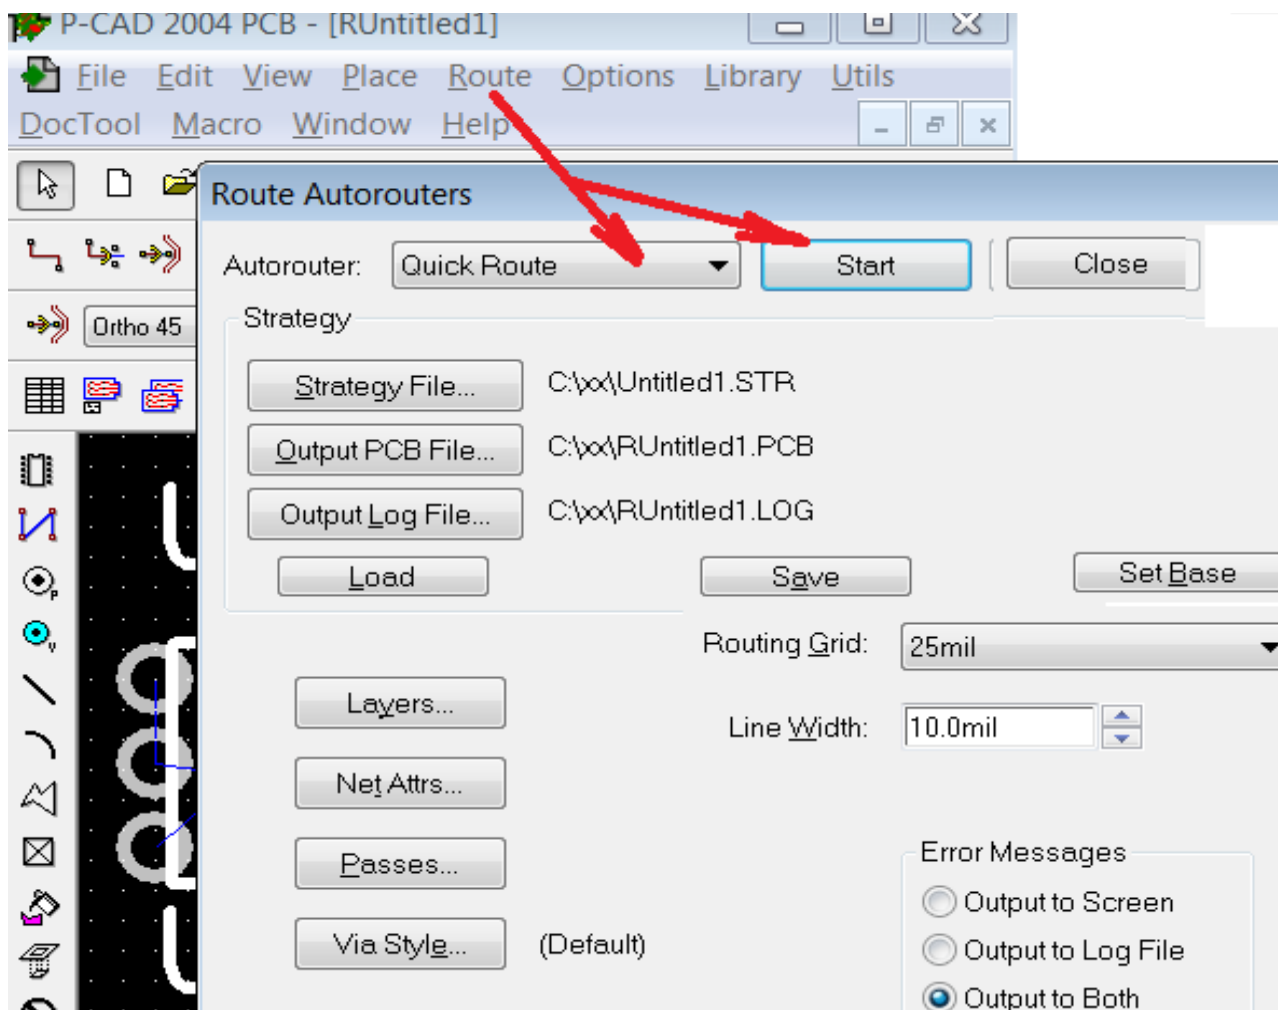 P-CAD 2004 PCB - [RUntitled1]
File Edit View Place Route Options Library Utils
DocTool Macro Window Help
Route Autorouters
Autorouter: Quick Route Start Close
Ortho 45
Strategy
Strategy File... C:\xx\Untitled1.STR
Output PCB File... C:\xx\RUntitled1.PCB
Output Log File... C:\xx\RUntitled1.LOG
Load Save Set Base
Routing Grid: 25mil
Layers...
Line Width: 10.0mil
Net Attrs...
Passes...
Error Messages
Output to Screen
Via Style... (Default)
Output to Log File
Output to Both